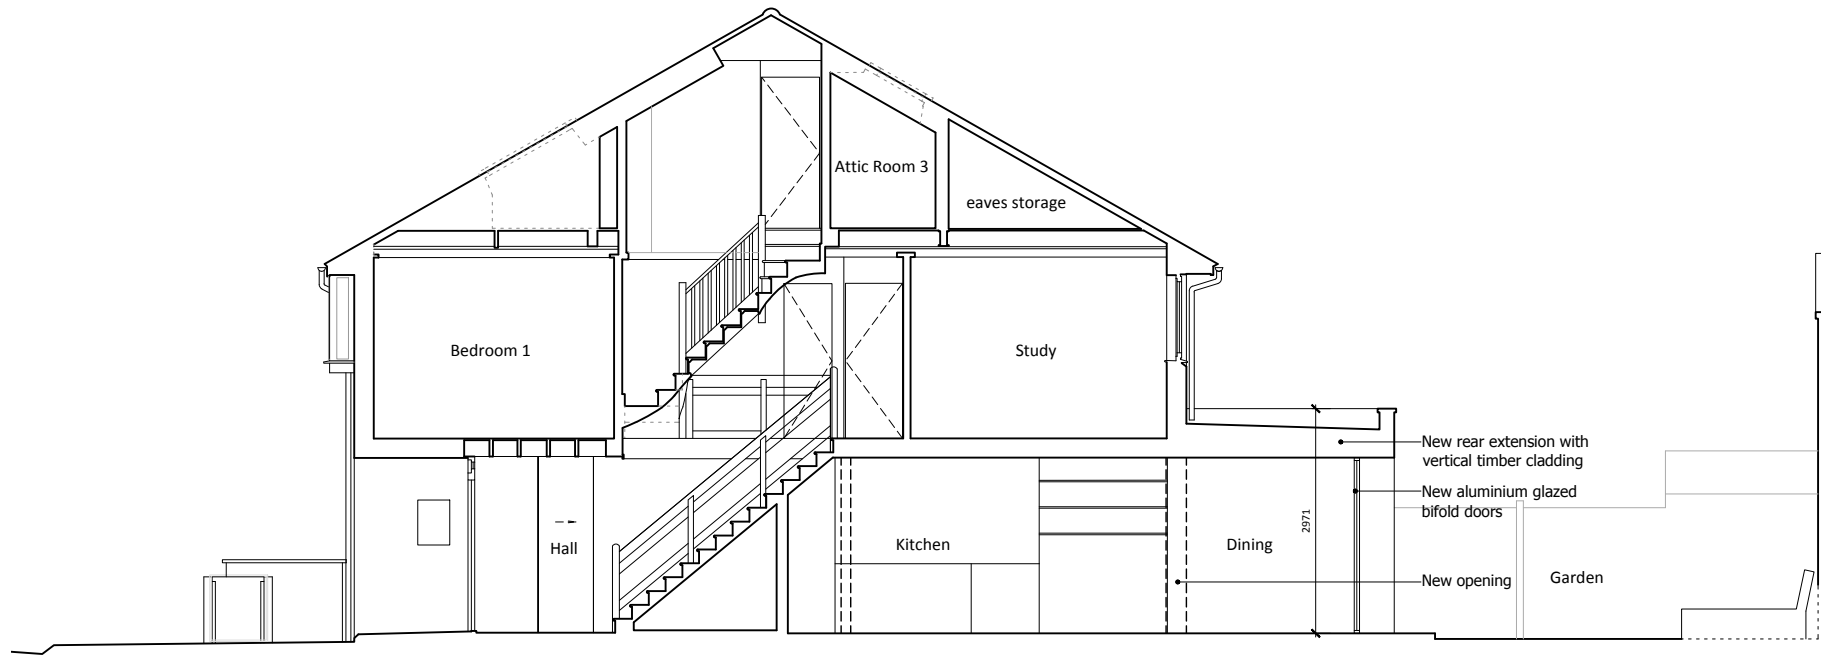 Attic Room 3
eaves storage
Bedroom 1
Study
New rear extension with
vertical timber cladding
New aluminium glazed
bifold doors
2971
Hall
Kitchen
Dining
New opening
Garden